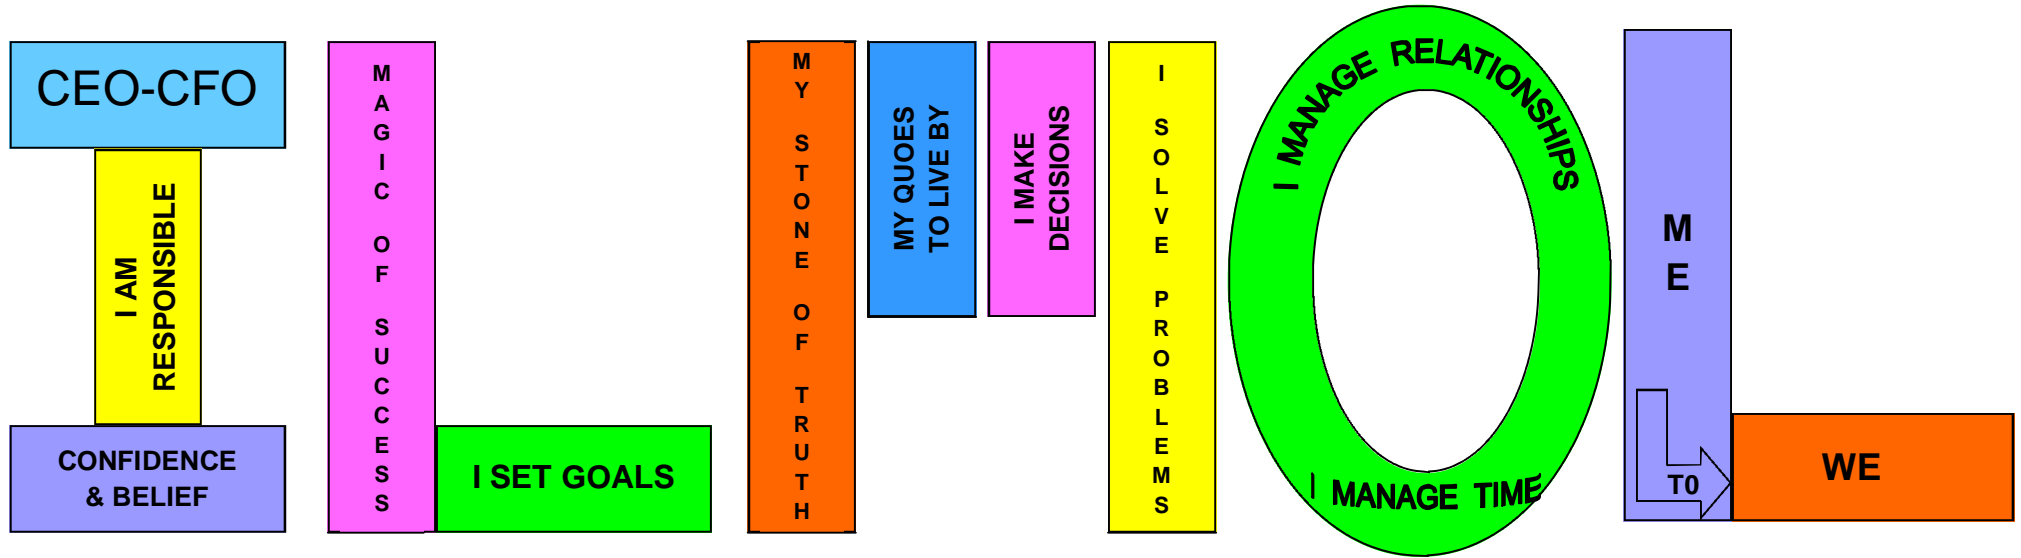 CEO-CFO
I AM
RESPONSIBLE
CONFIDENCE
& BELIEF
MAGIC OF SUCCESS
I SET GOALS
MY STONE OF TRUTH
MY QUOES
TO LIVE BY
I MAKE
DECISIONS
I SOLVE PROBLEMS
I MANAGE RELATIONSHIPS
I MANAGE TIME
ME
T0
WE